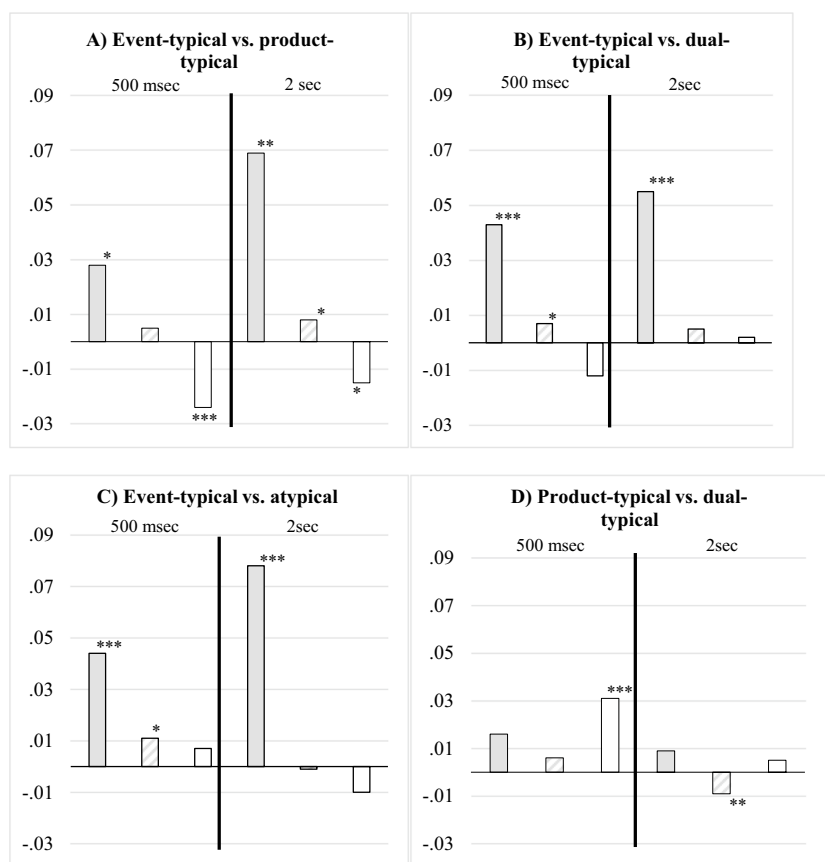 A) Event-typical vs. product-
typical
500 msec
2 sec
.09
.07
.05
.03
.01
-.01
-.03
*
***
**
*
*
B) Event-typical vs. dual-
typical
500 msec
2sec
.09
.07
.05
.03
.01
-.01
-.03
***
*
***
C) Event-typical vs. atypical
500 msec
2sec
.09
.07
.05
.03
.01
-.01
-.03
***
*
***
D) Product-typical vs. dual-
typical
500 msec
2sec
.09
.07
.05
.03
.01
-.01
-.03
***
**